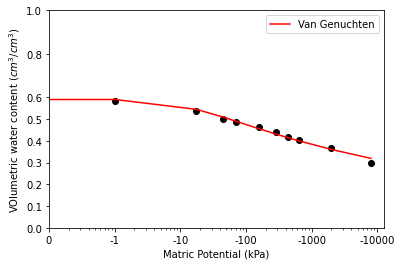 1.0
0.8
0.6
0.5
0.4
0.3
0.2
0.1
0.0
VOlumetric water content (cm³/cm³)
Van Genuchten
0 -1 -10 -100 -1000 -10000
Matric Potential (kPa)